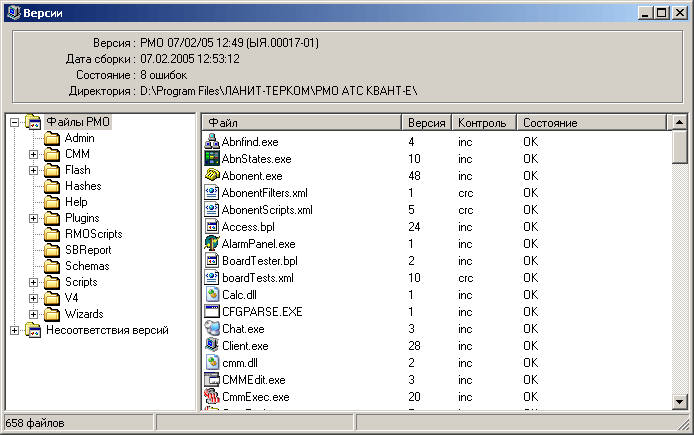 Версии
Версия : РМО 07/02/05 12:49 (ЫЯ.00017-01)
Дата сборки : 07.02.2005 12:53:12
Состояние : 8 ошибок
Директория : D:\Program Files\ЛАНИТ-ТЕРКОМ\РМО АТС КВАНТ-Е\
Файлы РМО
Admin
CMM
Flash
Hashes
Help
Plugins
RMOScripts
SBReport
Schemas
Scripts
V4
Wizards
Несоответствия версий
Файл Версия Контроль Состояние
Abnfind.exe 4 inc OK
AbnStates.exe 10 inc OK
Abonent.exe 48 inc OK
AbonentFilters.xml 1 crc OK
AbonentScripts.xml 5 crc OK
Access.bpl 24 inc OK
AlarmPanel.exe 1 inc OK
BoardTester.bpl 2 inc OK
boardTests.xml 10 crc OK
Calc.dll 1 inc OK
CFGPARSE.EXE 1 inc OK
Chat.exe 3 inc OK
Client.exe 28 inc OK
cmm.dll 2 inc OK
CMMEdit.exe 3 inc OK
CmmExec.exe 20 inc OK
658 файлов